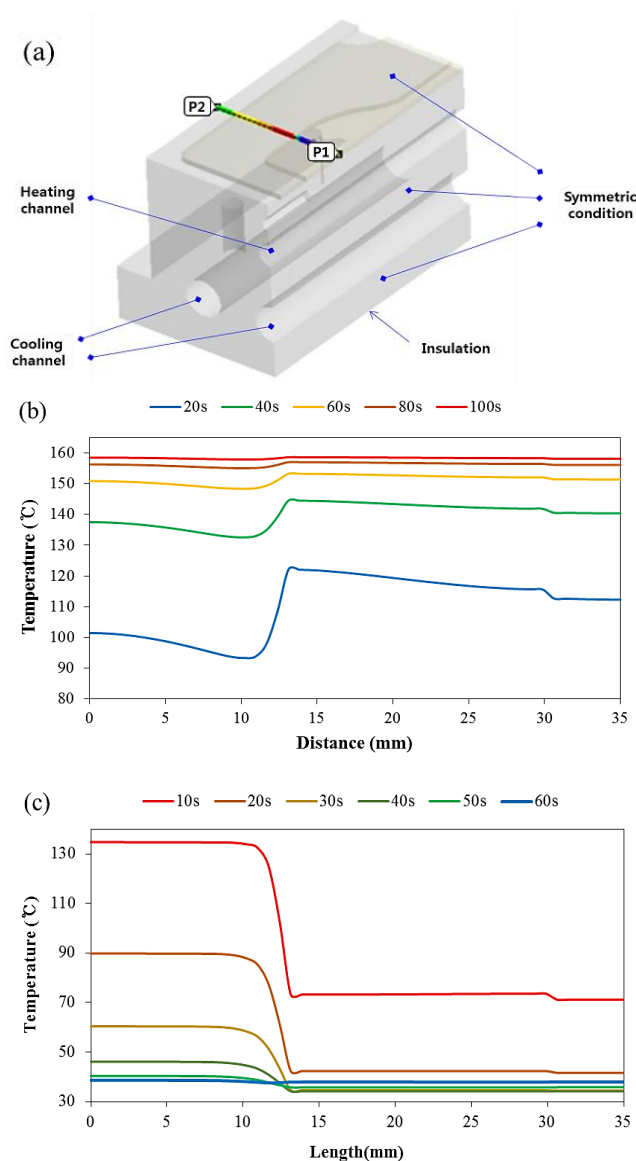 (a)
P2
P1
Heating
channel
Symmetric
condition
Cooling
channel
Insulation
(b)
20s 40s 60s 80s 100s
Temperature (℃)
160
150
140
130
120
110
100
90
80
0 5 10 15 20 25 30 35
Distance (mm)
(c)
10s 20s 30s 40s 50s 60s
Temperature (℃)
130
110
90
70
50
30
0 5 10 15 20 25 30 35
Length(mm)